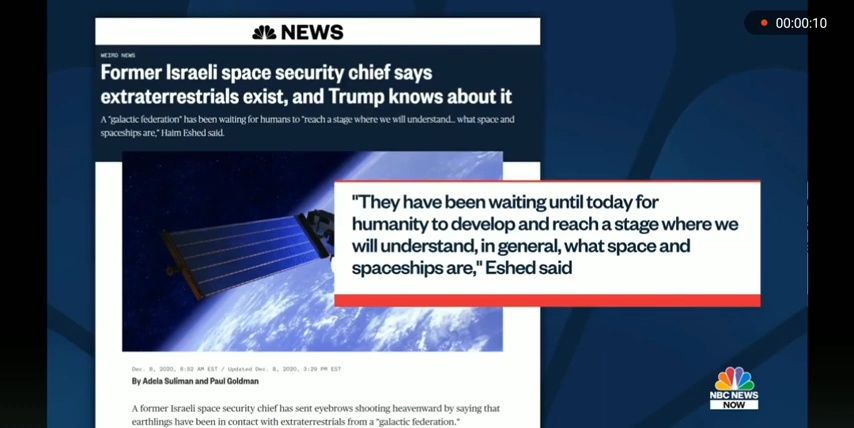 NEWS
00:00:10
WEIRD NEWS
Former Israeli space security chief says
extraterrestrials exist, and Trump knows about it
A "galactic federation" has been waiting for humans to "reach a stage where we will understand... what space and
spaceships are," Haim Eshed said.
"They have been waiting until today for
humanity to develop and reach a stage where we
will understand, in general, what space and
spaceships are," Eshed said
Dec. 8, 2020, 6:52 AM EST / Updated Dec. 8, 2020, 3:29 PM EST
By Adela Suliman and Paul Goldman
A former Israeli space security chief has sent eyebrows shooting heavenward by saying that
earthlings have been in contact with extraterrestrials from a "galactic federation."
NBC NEWS
NOW